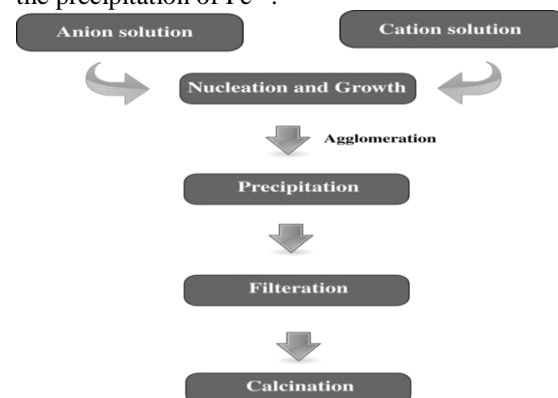 the precipitation of Fe
Anion solution
Cation solution
Nucleation and Growth
Agglomeration
Precipitation
Filteration
Calcination